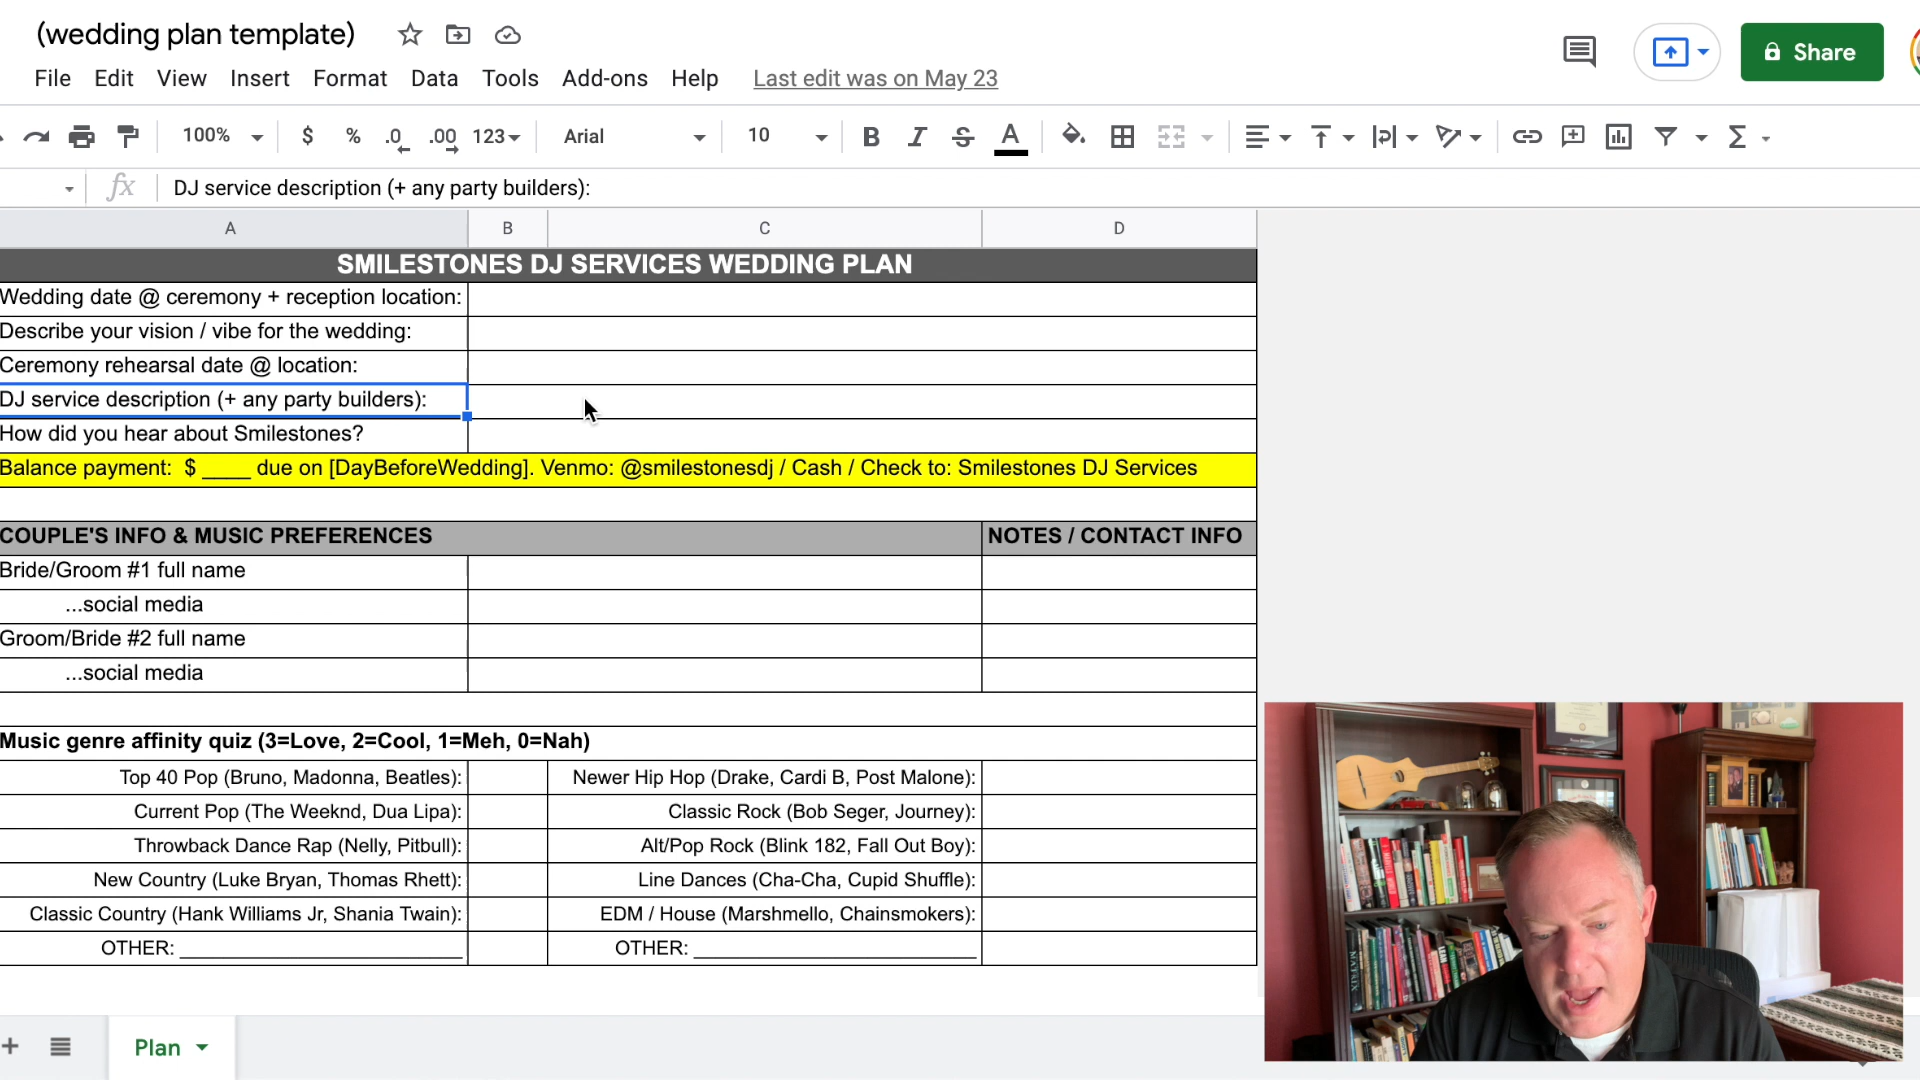 (wedding plan template)
File Edit View Insert Format Data Tools Add-ons Help Last edit was on May 23
Share
100% $ % .0 .00 123 Arial 10 B I S A Σ
fx DJ service description (+ any party builders):
A B C D
SMILESTONES DJ SERVICES WEDDING PLAN
Wedding date @ ceremony + reception location:
Describe your vision / vibe for the wedding:
Ceremony rehearsal date @ location:
DJ service description (+ any party builders):
How did you hear about Smilestones?
Balance payment: $ ____ due on [DayBeforeWedding]. Venmo: @smilestonesdj / Cash / Check to: Smilestones DJ Services
COUPLE'S INFO & MUSIC PREFERENCES NOTES / CONTACT INFO
Bride/Groom #1 full name
...social media
Groom/Bride #2 full name
...social media
Music genre affinity quiz (3=Love, 2=Cool, 1=Meh, 0=Nah)
Top 40 Pop (Bruno, Madonna, Beatles): Newer Hip Hop (Drake, Cardi B, Post Malone):
Current Pop (The Weeknd, Dua Lipa): Classic Rock (Bob Seger, Journey):
Throwback Dance Rap (Nelly, Pitbull): Alt/Pop Rock (Blink 182, Fall Out Boy):
New Country (Luke Bryan, Thomas Rhett): Line Dances (Cha-Cha, Cupid Shuffle):
Classic Country (Hank Williams Jr, Shania Twain): EDM / House (Marshmello, Chainsmokers):
OTHER: _______________________ OTHER: _______________________
Plan
MATRIX